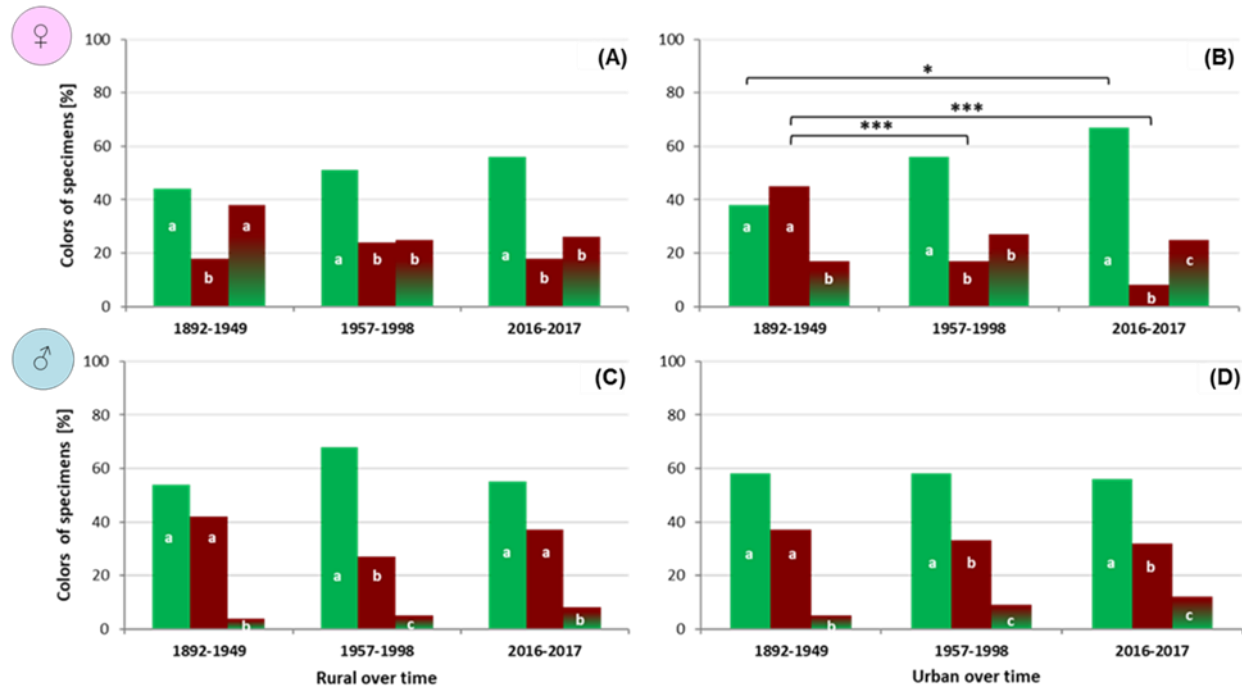 ♀
(A)
Colors of specimens [%]
100
80
60
40
20
0
a
b
a
a
b
b
a
b
b
1892-1949
1957-1998
2016-2017
(B)
100
80
60
40
20
0
*
***
***
a
a
b
a
b
b
a
b
c
1892-1949
1957-1998
2016-2017
♂
(C)
Colors of specimens [%]
100
80
60
40
20
0
a
a
b
a
b
c
a
a
b
1892-1949
1957-1998
2016-2017
Rural over time
(D)
100
80
60
40
20
0
a
a
b
a
b
c
a
b
c
1892-1949
1957-1998
2016-2017
Urban over time